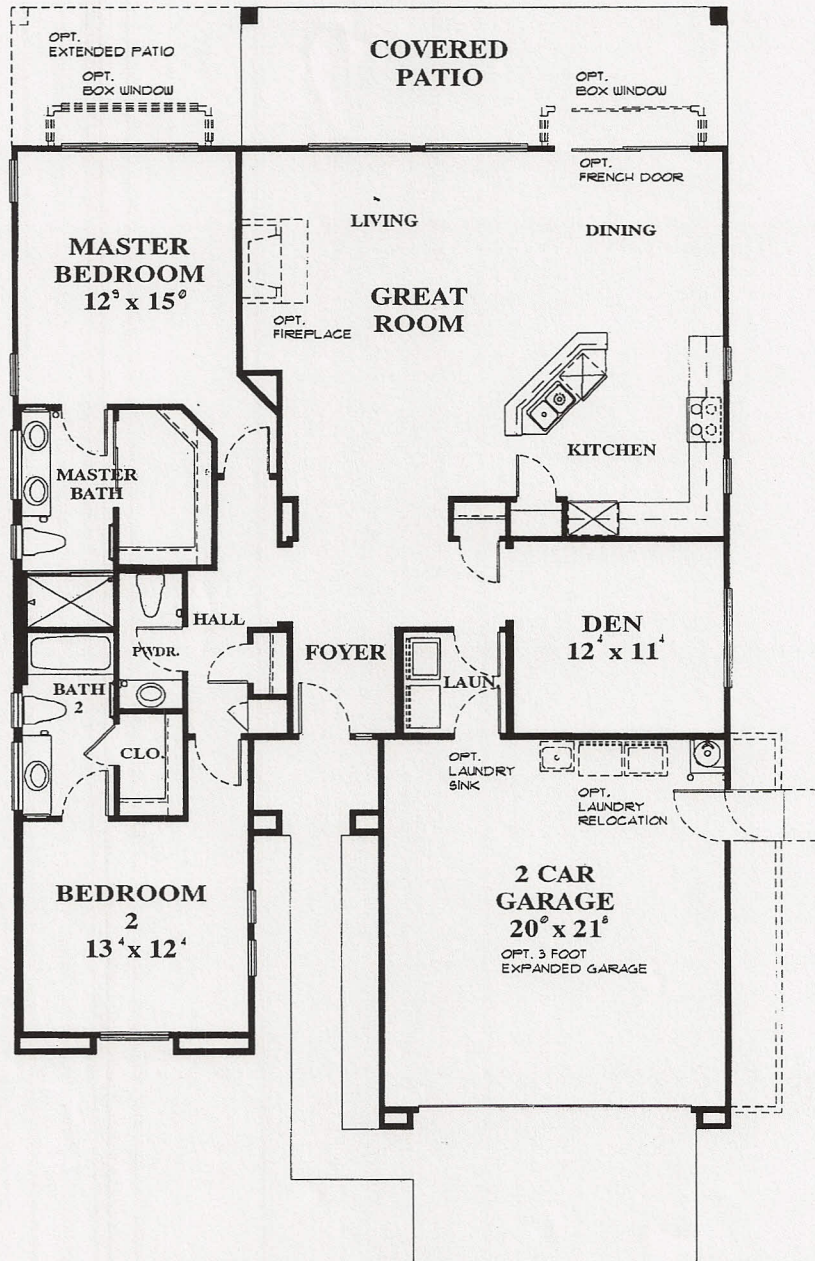 OPT.
EXTENDED PATIO
OPT.
BOX WINDOW
COVERED
PATIO
OPT.
BOX WINDOW
OPT.
FRENCH DOOR
LIVING
DINING
MASTER
BEDROOM
12⁹ x 15⁰
GREAT
ROOM
OPT.
FIREPLACE
KITCHEN
MASTER
BATH
HALL
PWDR.
FOYER
LAUN.
DEN
12⁴ x 11⁴
BATH
2
CLO.
OPT.
LAUNDRY
SINK
OPT.
LAUNDRY
RELOCATION
BEDROOM
2
13⁴ x 12⁴
2 CAR
GARAGE
20⁰ x 21⁸
OPT. 3 FOOT
EXPANDED GARAGE